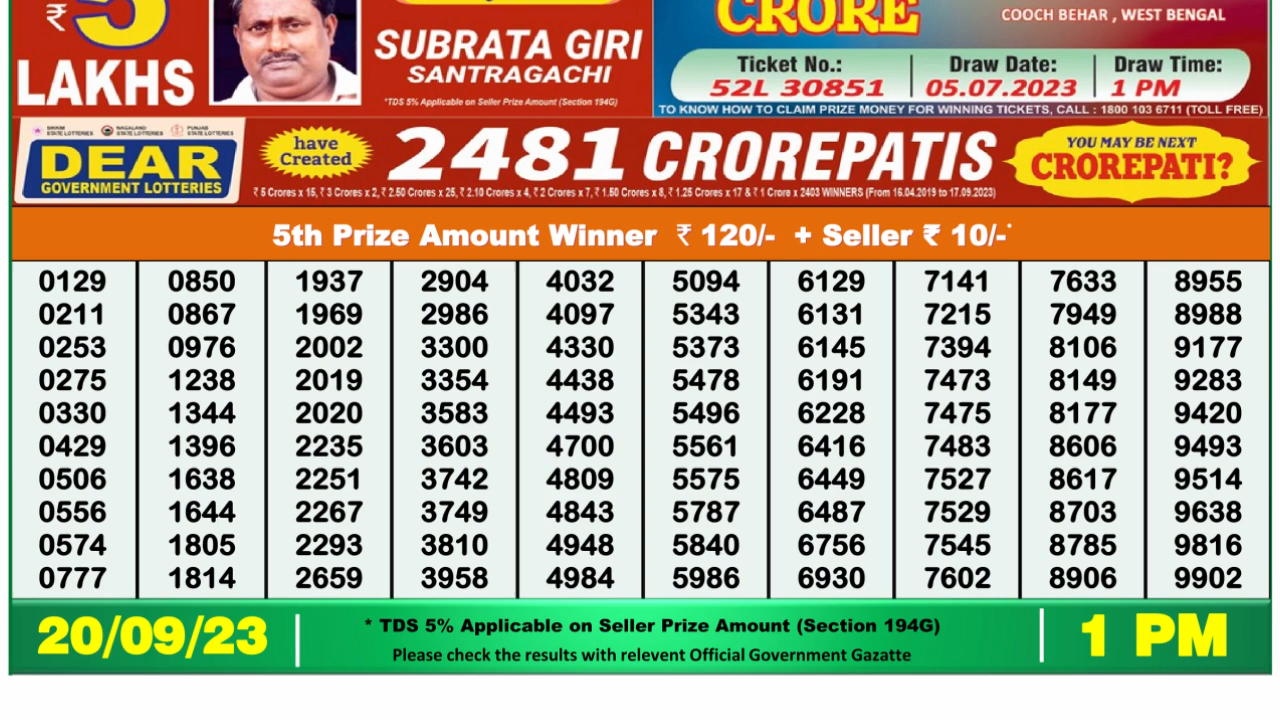 ₹ 5
LAKHS
SUBRATA GIRI
SANTRAGACHI
*TDS 5% Applicable on Seller Prize Amount (Section 194G)
CRORE
COOCH BEHAR , WEST BENGAL
Ticket No.: Draw Date: Draw Time:
52L 30851 05.07.2023 1 PM
TO KNOW HOW TO CLAIM PRIZE MONEY FOR WINNING TICKETS, CALL : 1800 103 6711 (TOLL FREE)
SIKKIM STATE LOTTERIES NAGALAND STATE LOTTERIES PUNJAB STATE LOTTERIES
DEAR
GOVERNMENT LOTTERIES
have
Created
2481 CROREPATIS
₹ 5 Crores x 15, ₹ 3 Crores x 2, ₹ 2.50 Crores x 25, ₹ 2.10 Crores x 4, ₹ 2 Crores x 7, ₹ 1.50 Crores x 8, ₹ 1.25 Crores x 17 & ₹ 1 Crore x 2403 WINNERS (From 16.04.2019 to 17.09.2023)
YOU MAY BE NEXT
CROREPATI?
5th Prize Amount Winner ₹ 120/- + Seller ₹ 10/-*
0129 0850 1937 2904 4032 5094 6129 7141 7633 8955
0211 0867 1969 2986 4097 5343 6131 7215 7949 8988
0253 0976 2002 3300 4330 5373 6145 7394 8106 9177
0275 1238 2019 3354 4438 5478 6191 7473 8149 9283
0330 1344 2020 3583 4493 5496 6228 7475 8177 9420
0429 1396 2235 3603 4700 5561 6416 7483 8606 9493
0506 1638 2251 3742 4809 5575 6449 7527 8617 9514
0556 1644 2267 3749 4843 5787 6487 7529 8703 9638
0574 1805 2293 3810 4948 5840 6756 7545 8785 9816
0777 1814 2659 3958 4984 5986 6930 7602 8906 9902
20/09/23
* TDS 5% Applicable on Seller Prize Amount (Section 194G)
Please check the results with relevent Official Government Gazatte
1 PM